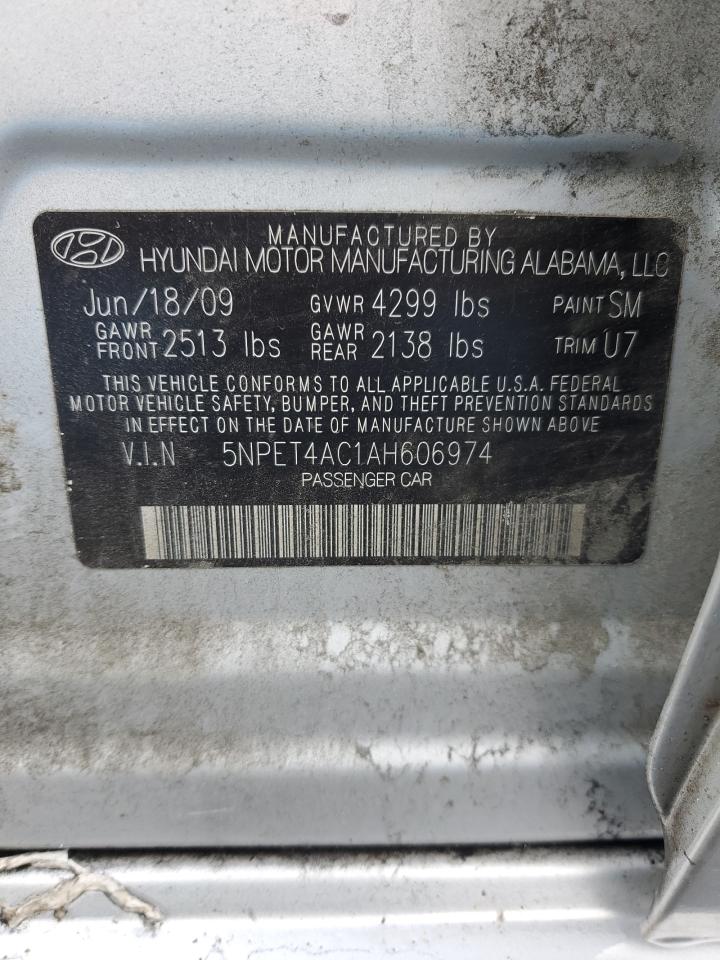 MANUFACTURED BY
HYUNDAI MOTOR MANUFACTURING ALABAMA, LLC
Jun/18/09 GVWR 4299 lbs PAINT SM
GAWR FRONT 2513 lbs GAWR REAR 2138 lbs TRIM U7
THIS VEHICLE CONFORMS TO ALL APPLICABLE U.S.A. FEDERAL
MOTOR VEHICLE SAFETY, BUMPER, AND THEFT PREVENTION STANDARDS
IN EFFECT ON THE DATE OF MANUFACTURE SHOWN ABOVE
V.I.N 5NPET4AC1AH606974
PASSENGER CAR